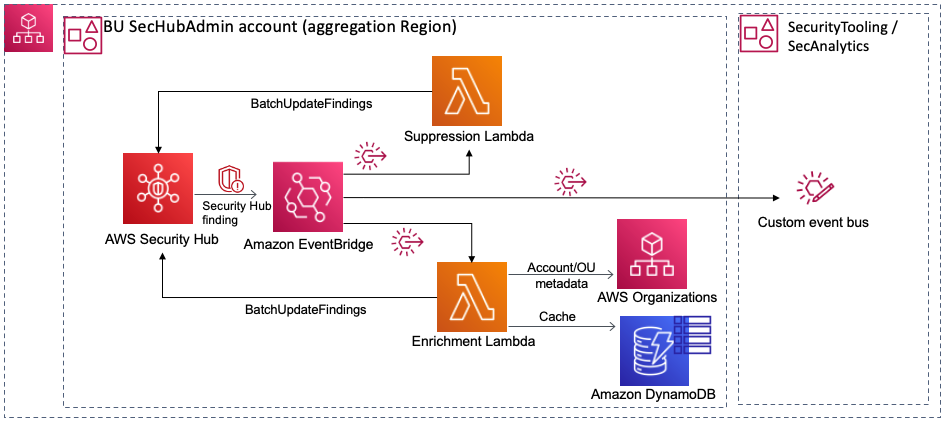 BU SecHubAdmin account (aggregation Region)
SecurityTooling /
SecAnalytics
BatchUpdateFindings
Suppression Lambda
Security Hub
finding
AWS Security Hub
Amazon EventBridge
Custom event bus
Account/OU
metadata
AWS Organizations
BatchUpdateFindings
Cache
Enrichment Lambda
Amazon DynamoDB